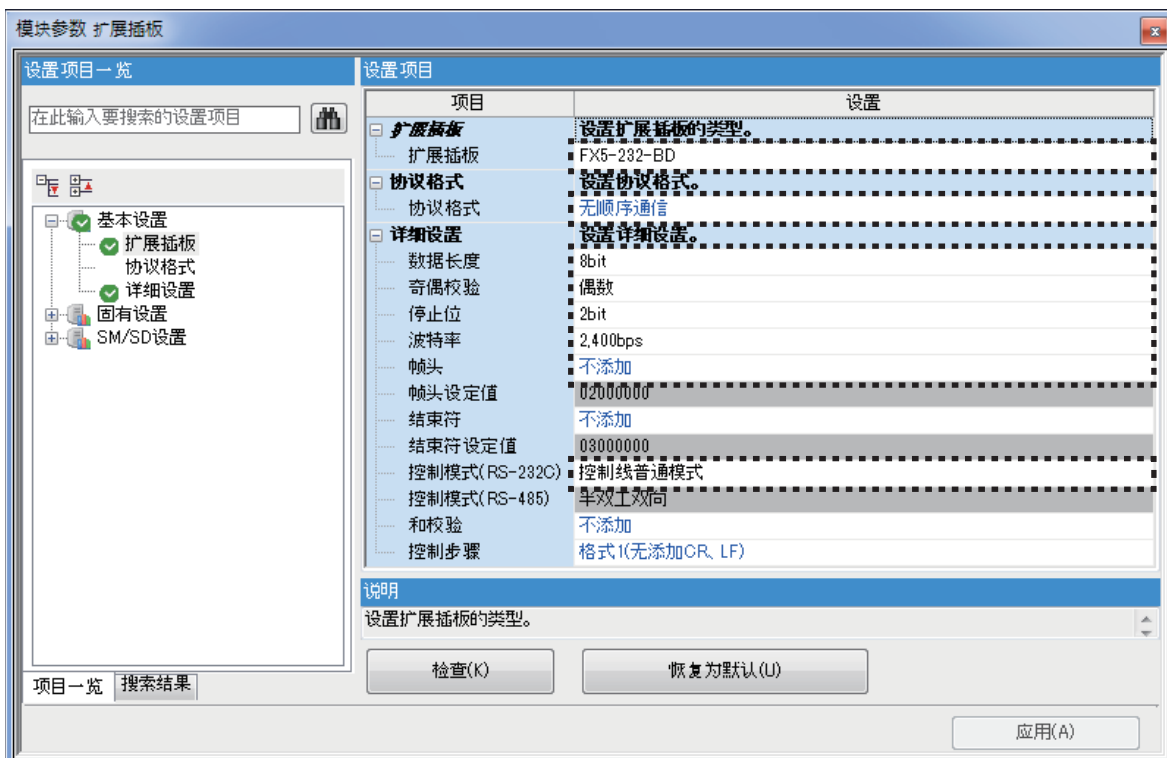 模块参数 扩展插板
设置项目一览
在此输入要搜索的设置项目
基本设置
扩展插板
协议格式
详细设置
固有设置
SM/SD设置
项目一览 搜索结果
设置项目
项目 设置
扩展插板 设置扩展插板的类型。
扩展插板 FX5-232-BD
协议格式 设置协议格式。
协议格式 无顺序通信
详细设置 设置详细设置。
数据长度 8bit
奇偶校验 偶数
停止位 2bit
波特率 2,400bps
帧头 不添加
帧头设定值 02000000
结束符 不添加
结束符设定值 03000000
控制模式(RS-232C) 控制线普通模式
控制模式(RS-485) 半双工双向
和校验 不添加
控制步骤 格式1(无添加CR、LF)
说明
设置扩展插板的类型。
检查(K) 恢复为默认(U)
应用(A)